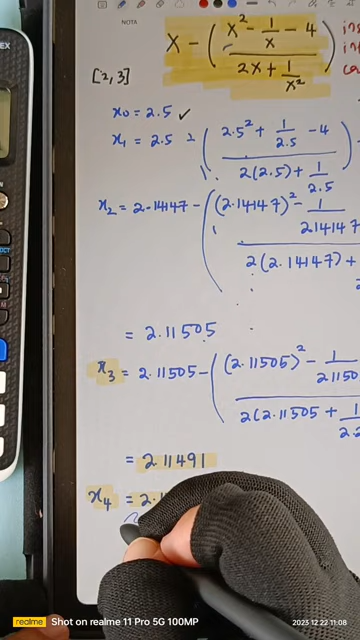 NOTA
x - ( (x² - 1/x - 4) / (2x + 1/x²) )
[2,3]
x₀ = 2.5 ✓
x₁ = 2.5 - ( (2.5² + 1/2.5 - 4) / (2(2.5) + 1/2.5) )
x₂ = 2.14147 - ( ((2.14147)² - 1/2.14147) / (2(2.14147) +
= 2.11505
x₃ = 2.11505 - ( ((2.11505)² - 1/2.1150 / (2(2.11505 + 1/2.2
= 2.11491
x₄ = 2.
realme Shot on realme 11 Pro 5G 100MP 2023 12 22 11:08